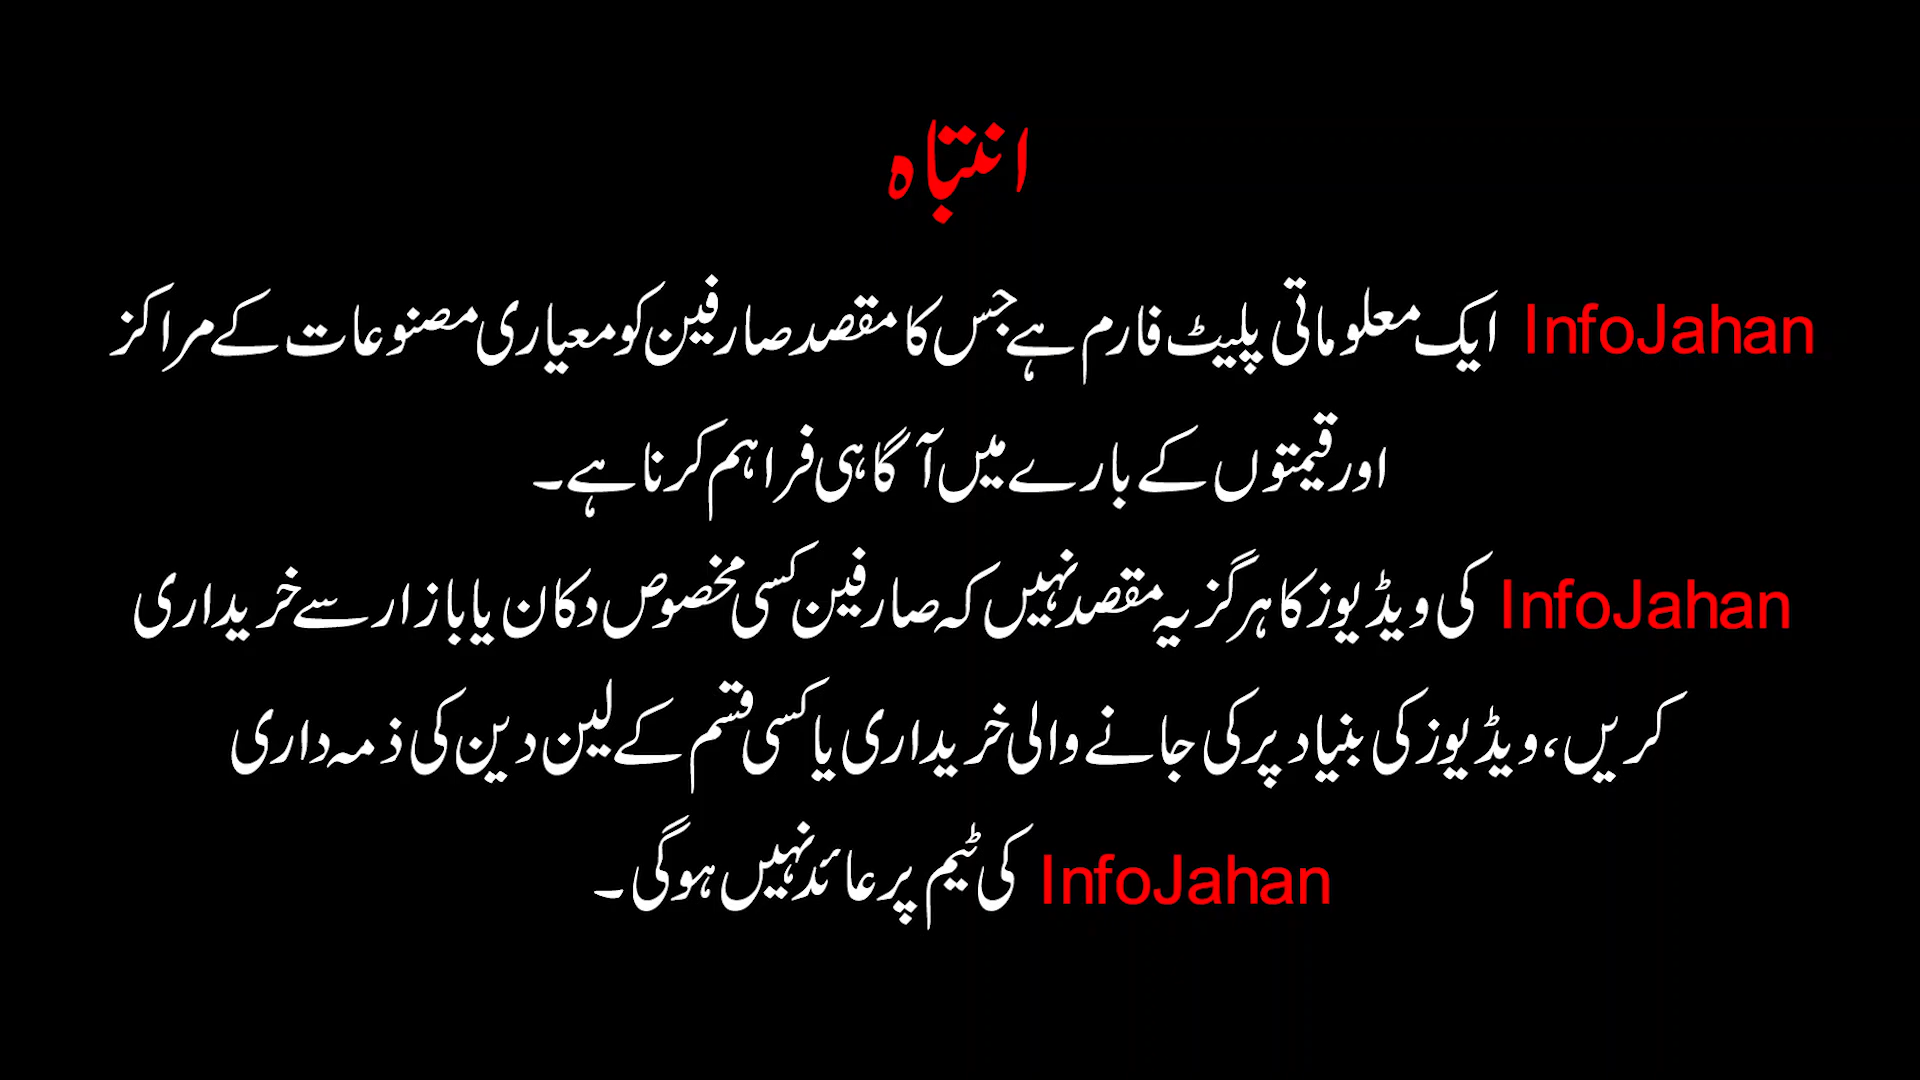 انتباہ
InfoJahan ایک معلوماتی پلیٹ فارم ہے جس کا مقصد صارفین کو معیاری مصنوعات کے مراکز
اور قیمتوں کے بارے میں آگاہی فراہم کرنا ہے۔
InfoJahan کی ویڈیوز کا ہرگز یہ مقصد نہیں کہ صارفین کسی مخصوص دکان یا بازار سے خریداری
کریں، ویڈیوز کی بنیاد پر کی جانے والی خریداری یا کسی قسم کے لین دین کی ذمہ داری
InfoJahan کی ٹیم پر عائد نہیں ہوگی۔